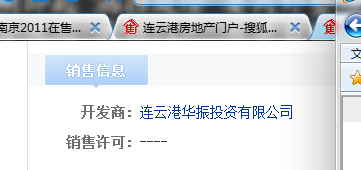 南京2011在售...
连云港房地产门户-搜狐...
文
销售信息
开发商：连云港华振投资有限公司
销售许可：----